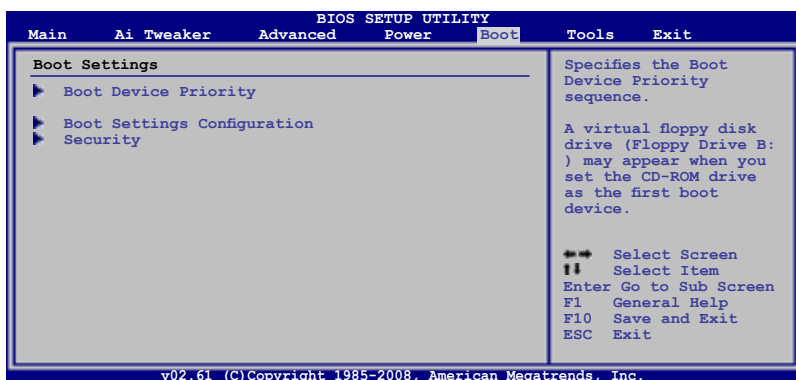 BIOS SETUP UTILITY
Main Ai Tweaker Advanced Power Boot Tools Exit
Boot Settings
Boot Device Priority
Boot Settings Configuration
Security
Specifies the Boot
Device Priority
sequence.
A virtual floppy disk
drive (Floppy Drive B:
) may appear when you
set the CD-ROM drive
as the first boot
device.
Select Screen
Select Item
Enter Go to Sub Screen
F1 General Help
F10 Save and Exit
ESC Exit
v02.61 (C)Copyright 1985-2008, American Megatrends, Inc.